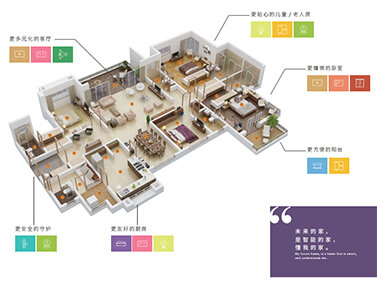 更贴心的儿童/老人房
更多元化的客厅
更懂你的卧室
更方便的阳台
更安全的守护
更友好的厨房
未来的家，
是智能的家，
懂我的家。
My future home, is a home that is smart,
and understands me.